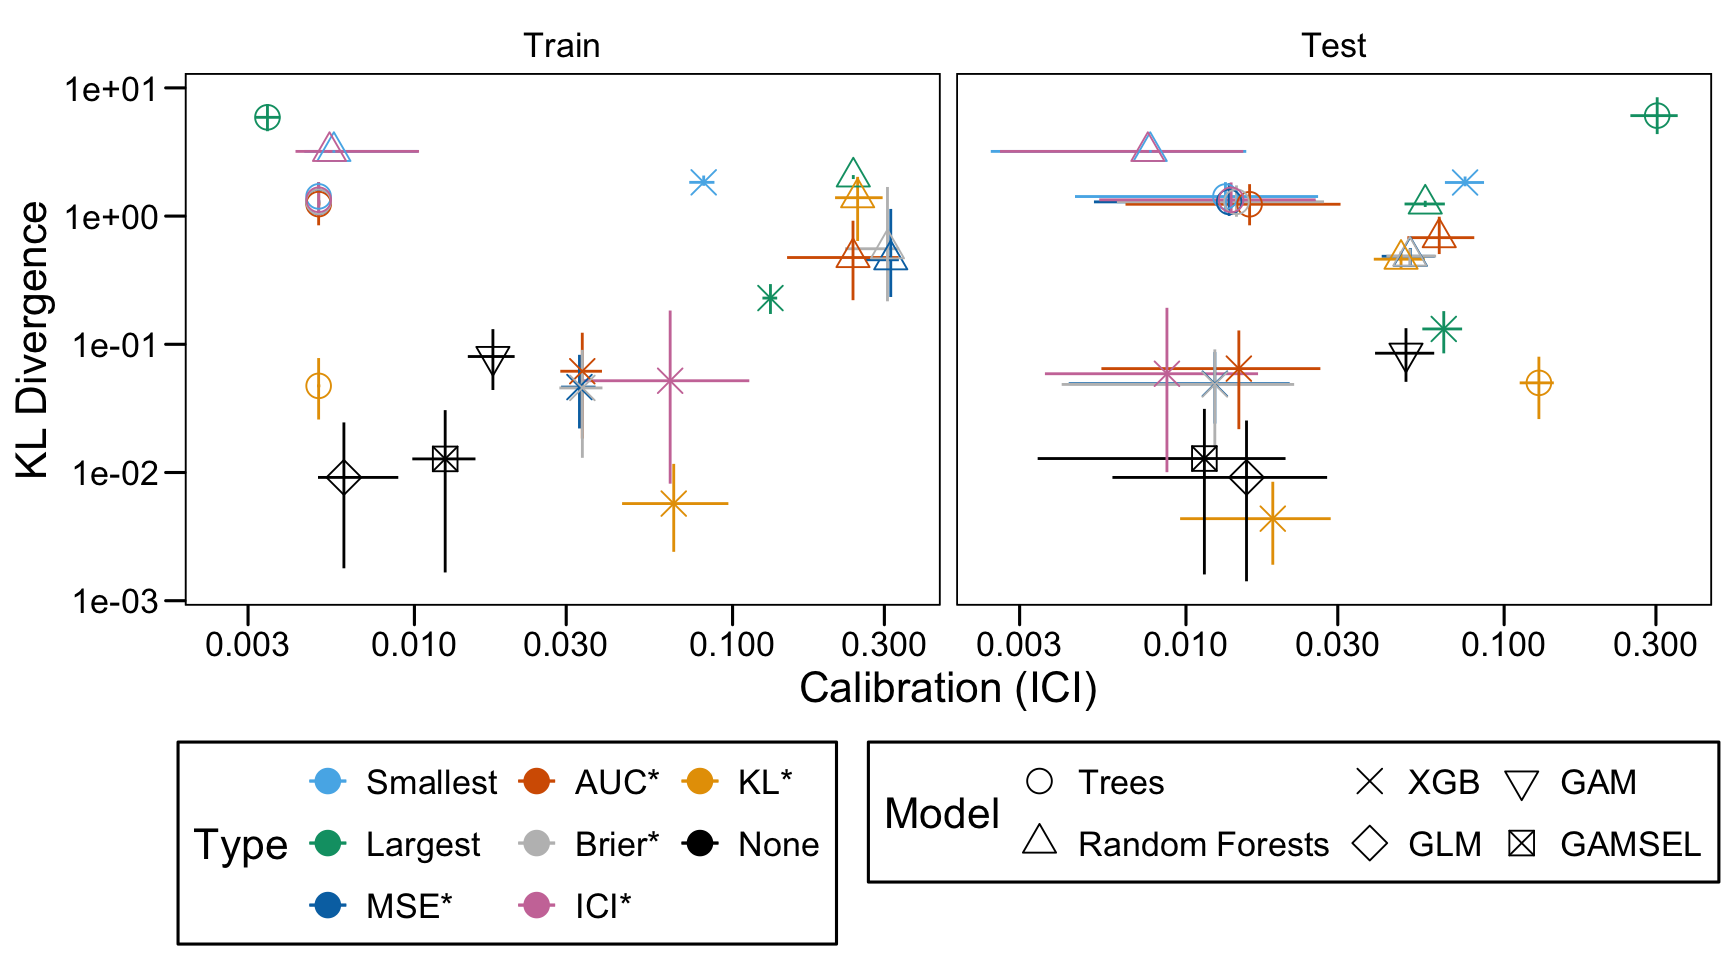 Train
Test
1e+01
1e+00
1e-01
1e-02
1e-03
KL Divergence
0.003 0.010 0.030 0.100 0.300
0.003 0.010 0.030 0.100 0.300
Calibration (ICI)
Type
Smallest AUC* KL*
Largest Brier* None
MSE* ICI*
Model
Trees XGB GAM
Random Forests GLM GAMSEL